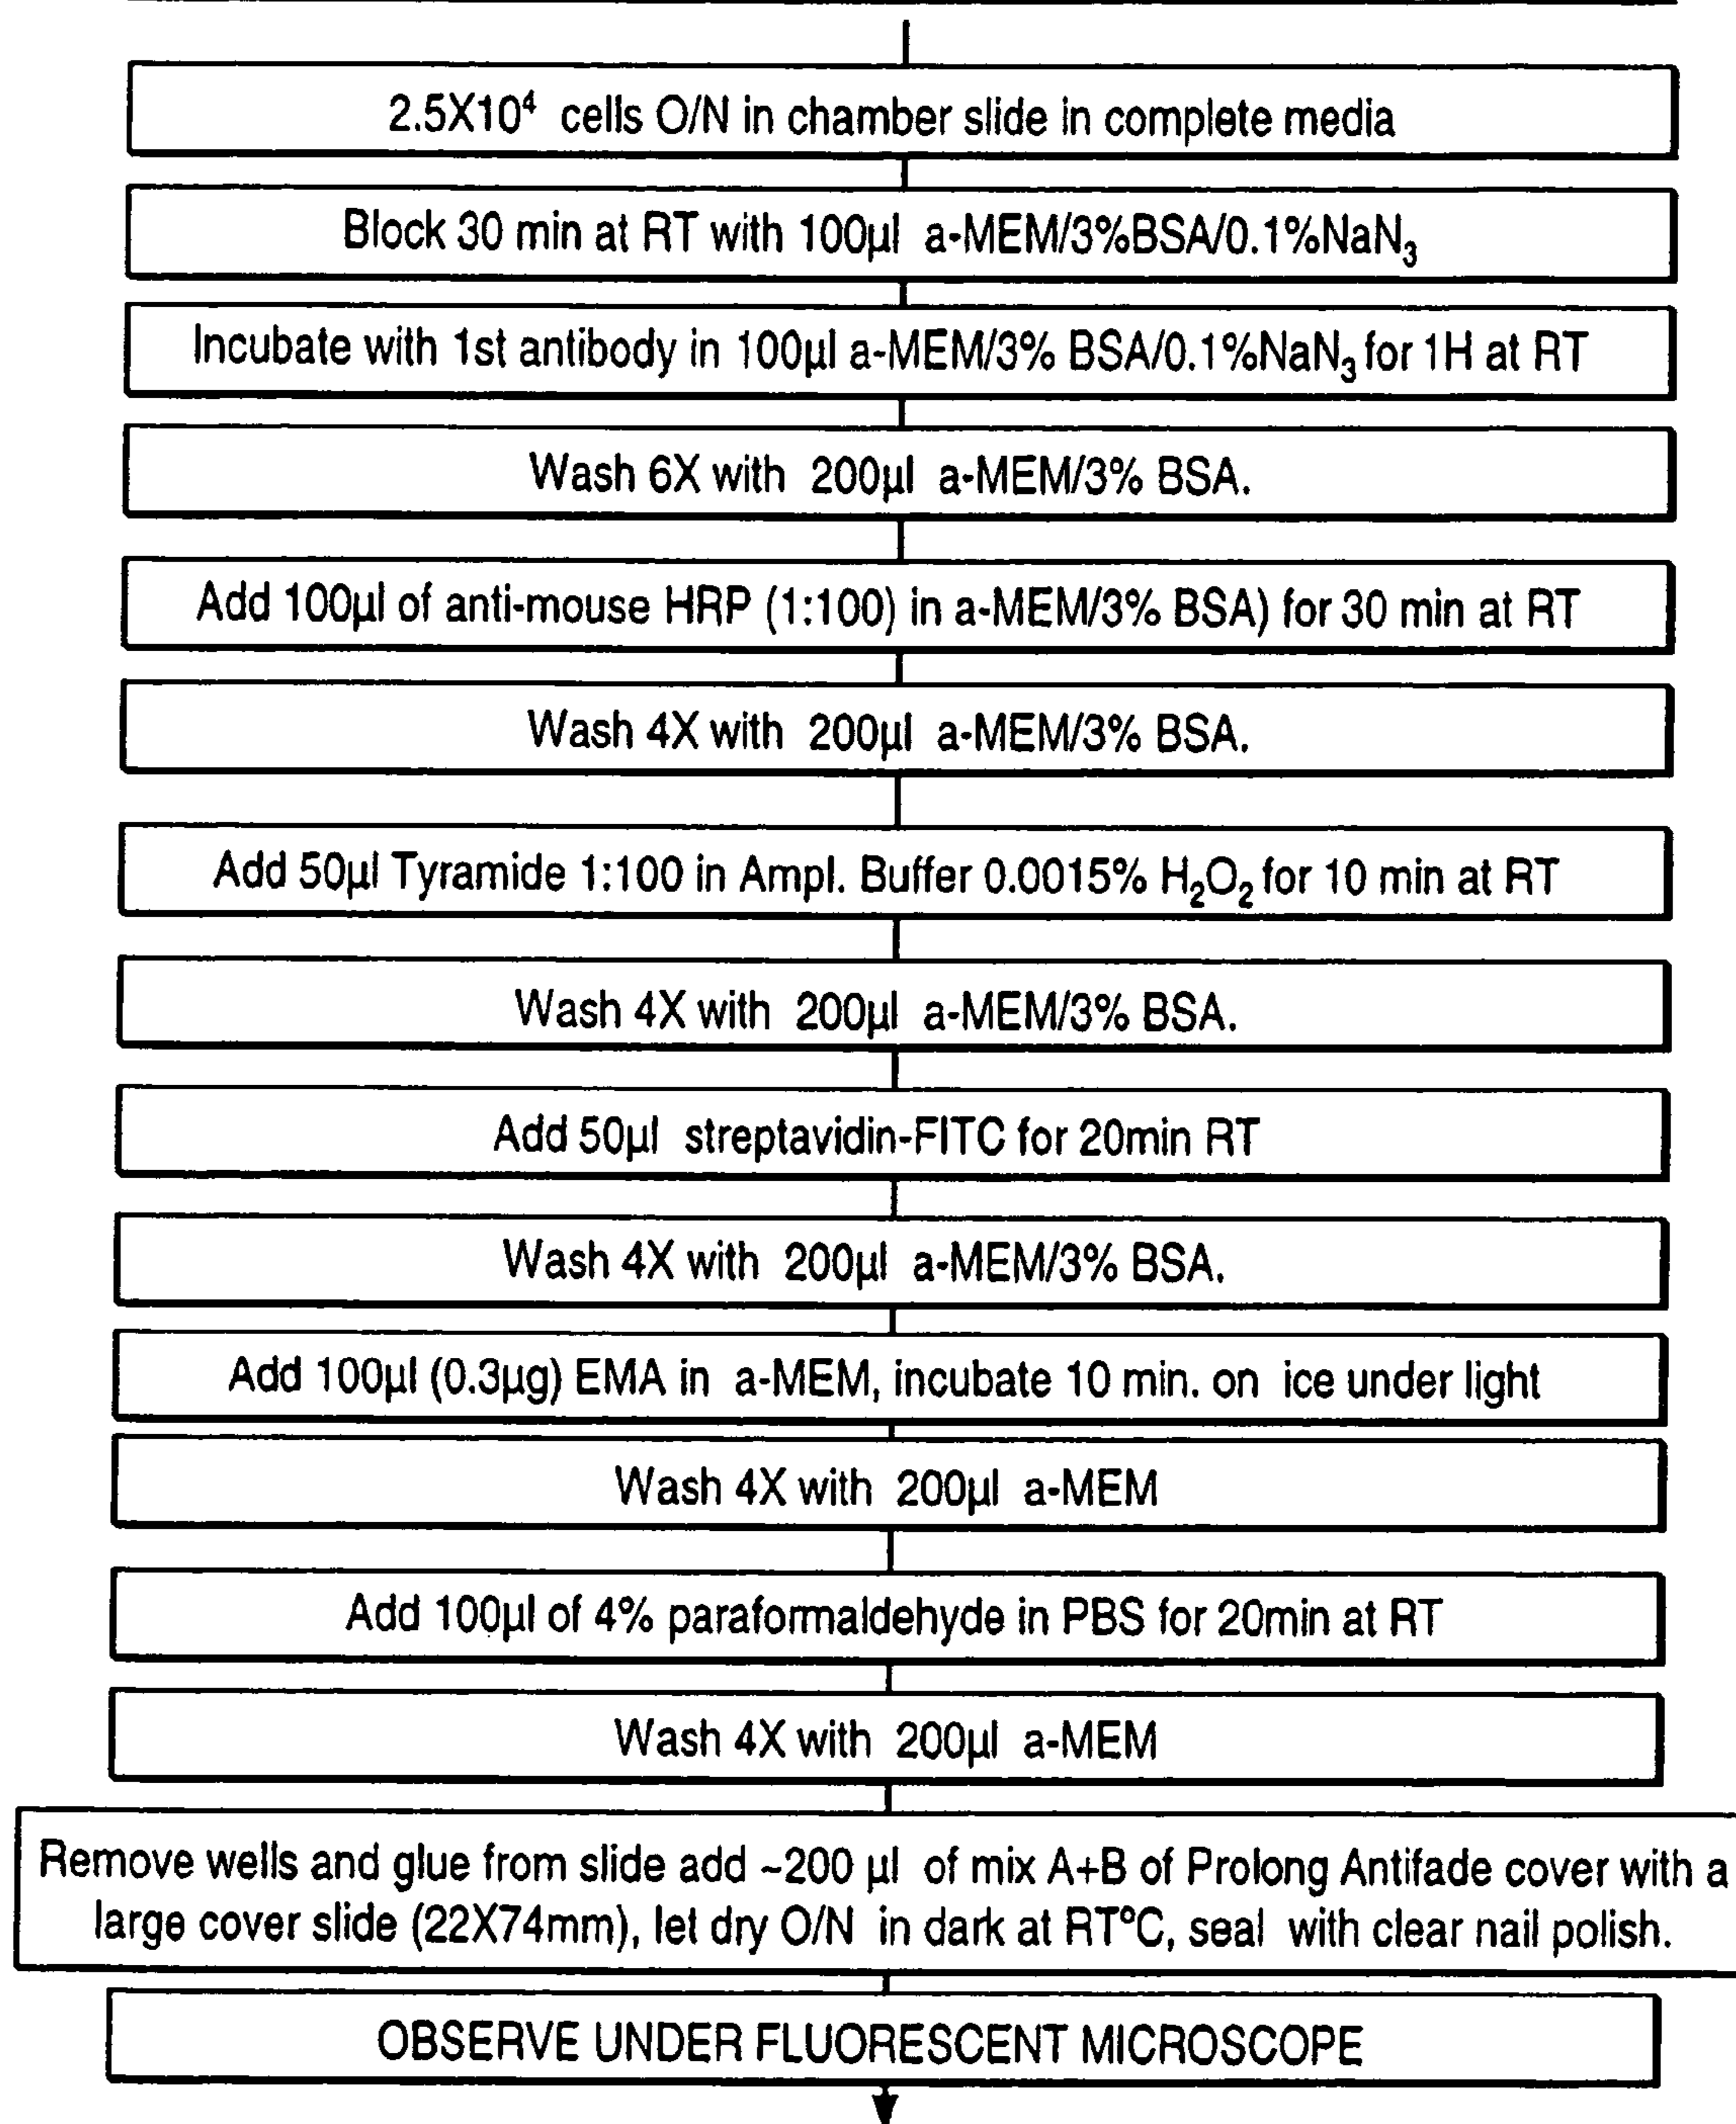 2.5X10⁴ cells O/N in chamber slide in complete media
Block 30 min at RT with 100µl a-MEM/3%BSA/0.1%NaN₃
Incubate with 1st antibody in 100µl a-MEM/3% BSA/0.1%NaN₃ for 1H at RT
Wash 6X with 200µl a-MEM/3% BSA.
Add 100µl of anti-mouse HRP (1:100) in a-MEM/3% BSA) for 30 min at RT
Wash 4X with 200µl a-MEM/3% BSA.
Add 50µl Tyramide 1:100 in Ampl. Buffer 0.0015% H₂O₂ for 10 min at RT
Wash 4X with 200µl a-MEM/3% BSA.
Add 50µl streptavidin-FITC for 20min RT
Wash 4X with 200µl a-MEM/3% BSA.
Add 100µl (0.3µg) EMA in a-MEM, incubate 10 min. on ice under light
Wash 4X with 200µl a-MEM
Add 100µl of 4% paraformaldehyde in PBS for 20min at RT
Wash 4X with 200µl a-MEM
Remove wells and glue from slide add ~200 µl of mix A+B of Prolong Antifade cover with a
large cover slide (22X74mm), let dry O/N in dark at RT°C, seal with clear nail polish.
OBSERVE UNDER FLUORESCENT MICROSCOPE